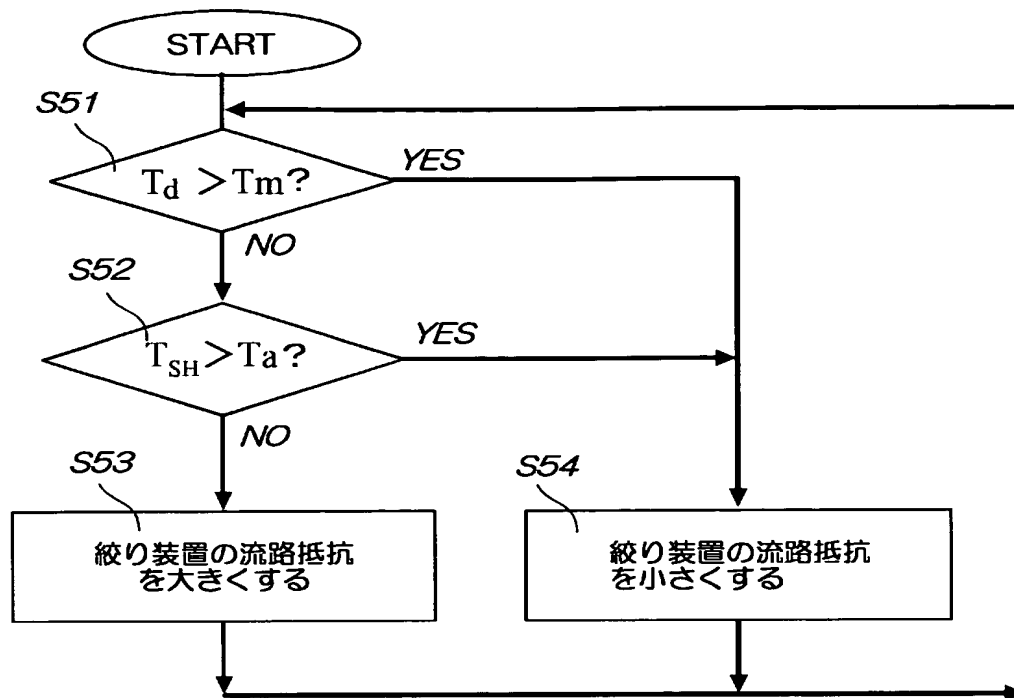 START
S51
Td >Tm?
YES
NO
S52
TSH>Ta?
YES
NO
S53
絞り装置の流路抵抗
を大きくする
S54
絞り装置の流路抵抗
を小さくする